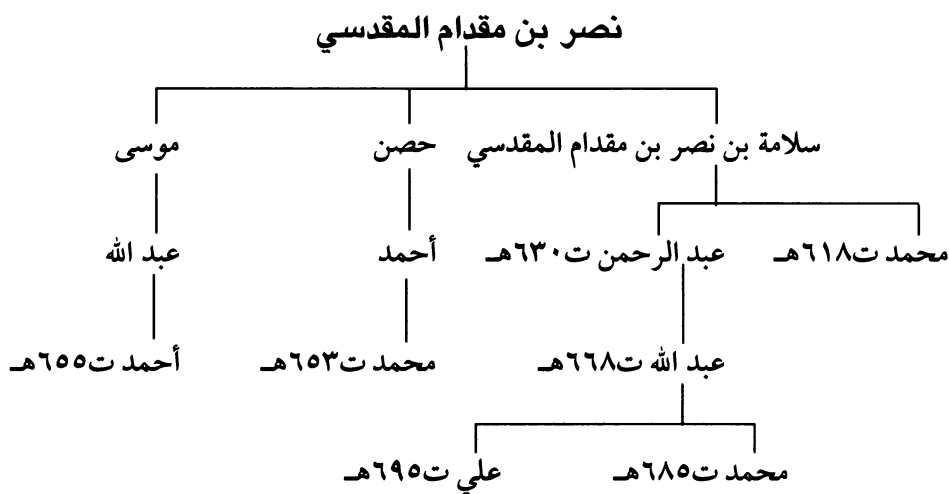 نصر بن مقدام المقدسي
سلامة بن نصر بن مقدام المقدسي
حصن
موسى
محمد ت٦١٨هـ
عبد الرحمن ت٦٣٠هـ
أحمد
عبد الله
عبد الله ت٦٦٨هـ
محمد ت٦٥٣هـ
أحمد ت٦٥٥هـ
محمد ت٦٨٥هـ
علي ت٦٩٥هـ